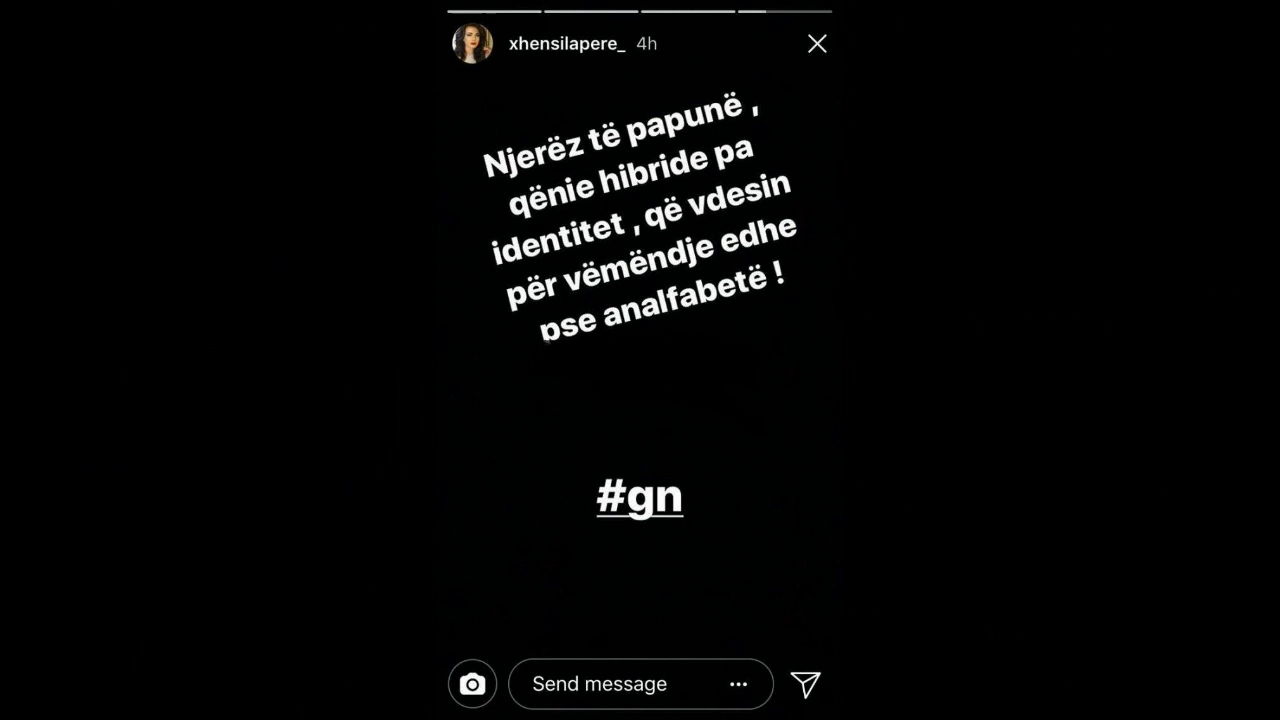 xhensilapere_ 4h
Njerëz të papunë ,
qënie hibride pa
identitet , që vdesin
për vëmëndje edhe
pse analfabetë !
#gn
Send message